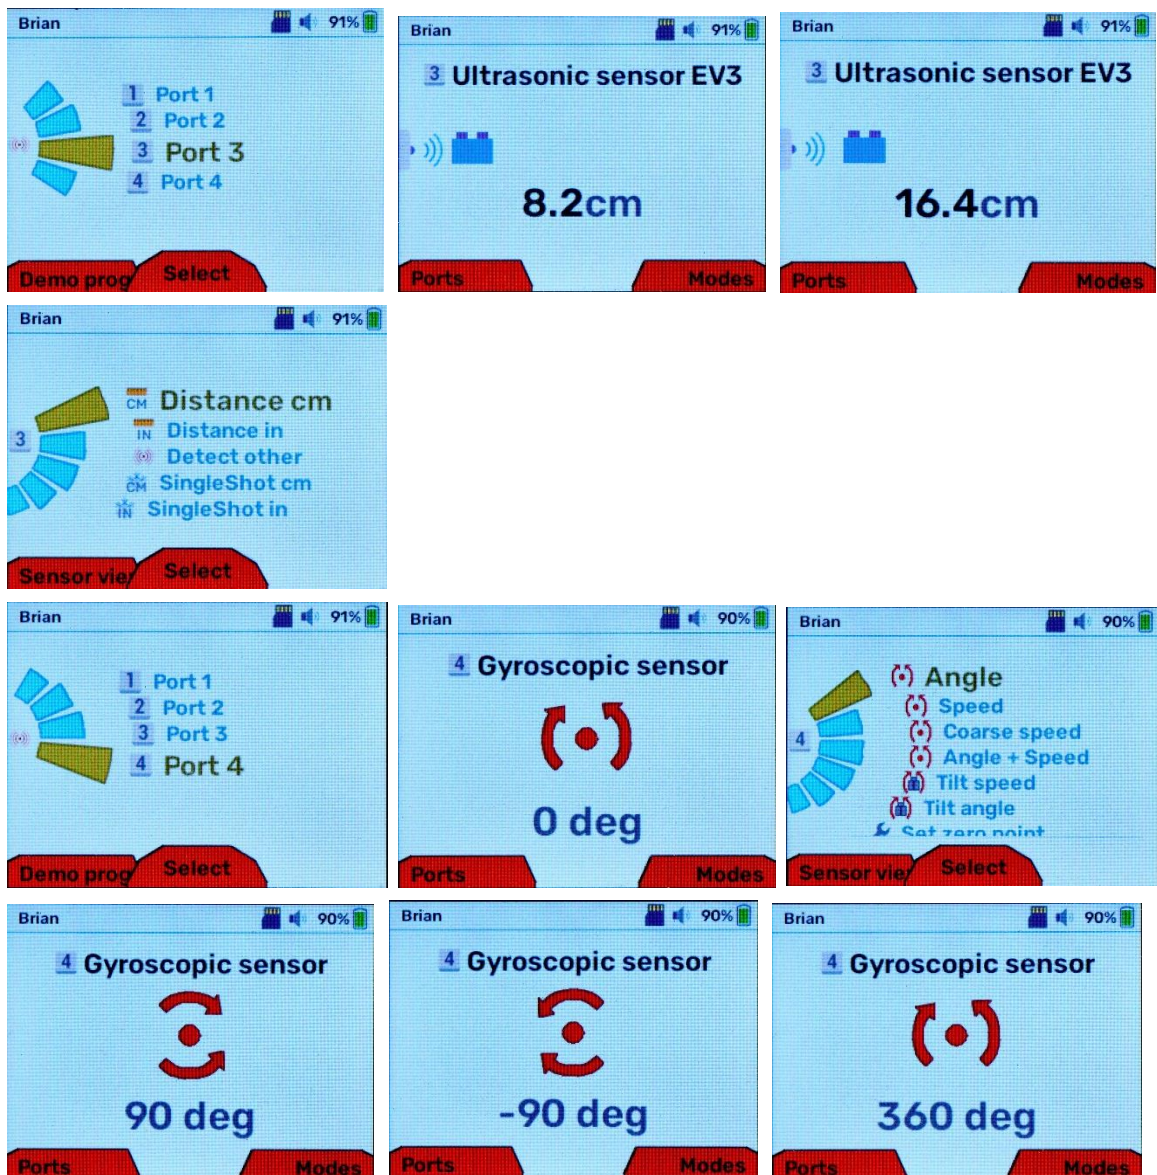 Brian 91%
1 Port 1
2 Port 2
3 Port 3
4 Port 4
Demo prog Select
Brian 91%
3 Ultrasonic sensor EV3
8.2cm
Ports Modes
Brian 91%
3 Ultrasonic sensor EV3
16.4cm
Ports Modes
Brian 91%
CM Distance cm
3
IN Distance in
Detect other
CM SingleShot cm
IN SingleShot in
Sensor vie Select
Brian 91%
1 Port 1
2 Port 2
3 Port 3
4 Port 4
Demo prog Select
Brian 90%
4 Gyroscopic sensor
0 deg
Ports Modes
Brian 90%
Angle
Speed
Coarse speed
4
Angle + Speed
Tilt speed
Tilt angle
Set zero point
Sensor vie Select
Brian 90%
4 Gyroscopic sensor
90 deg
Ports Modes
Brian 90%
4 Gyroscopic sensor
-90 deg
Ports Modes
Brian 90%
4 Gyroscopic sensor
360 deg
Ports Modes